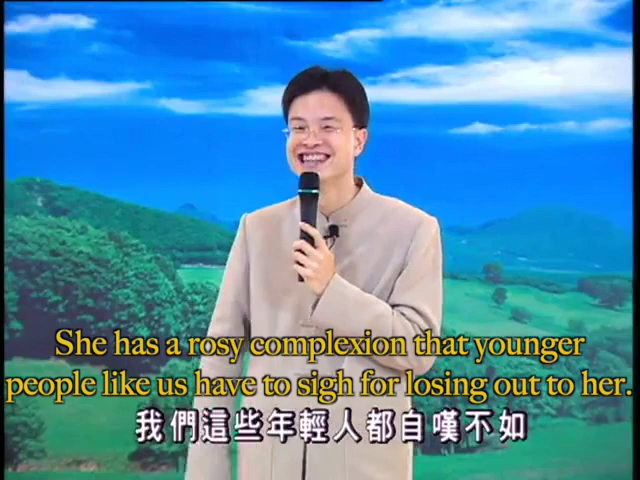 She has a rosy complexion that younger
people like us have to sigh for losing out to her.
我們這些年輕人都自嘆不如